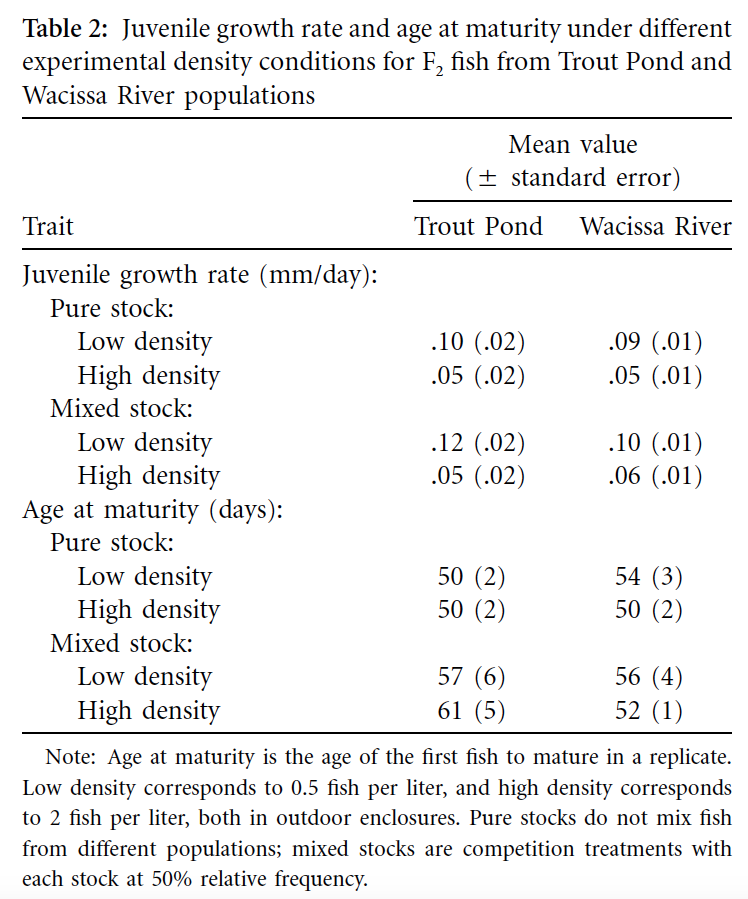 Table 2: Juvenile growth rate and age at maturity under different
experimental density conditions for F₂ fish from Trout Pond and
Wacissa River populations
Mean value
(± standard error)
Trait Trout Pond Wacissa River
Juvenile growth rate (mm/day):
Pure stock:
Low density .10 (.02) .09 (.01)
High density .05 (.02) .05 (.01)
Mixed stock:
Low density .12 (.02) .10 (.01)
High density .05 (.02) .06 (.01)
Age at maturity (days):
Pure stock:
Low density 50 (2) 54 (3)
High density 50 (2) 50 (2)
Mixed stock:
Low density 57 (6) 56 (4)
High density 61 (5) 52 (1)
Note: Age at maturity is the age of the first fish to mature in a replicate.
Low density corresponds to 0.5 fish per liter, and high density corresponds
to 2 fish per liter, both in outdoor enclosures. Pure stocks do not mix fish
from different populations; mixed stocks are competition treatments with
each stock at 50% relative frequency.